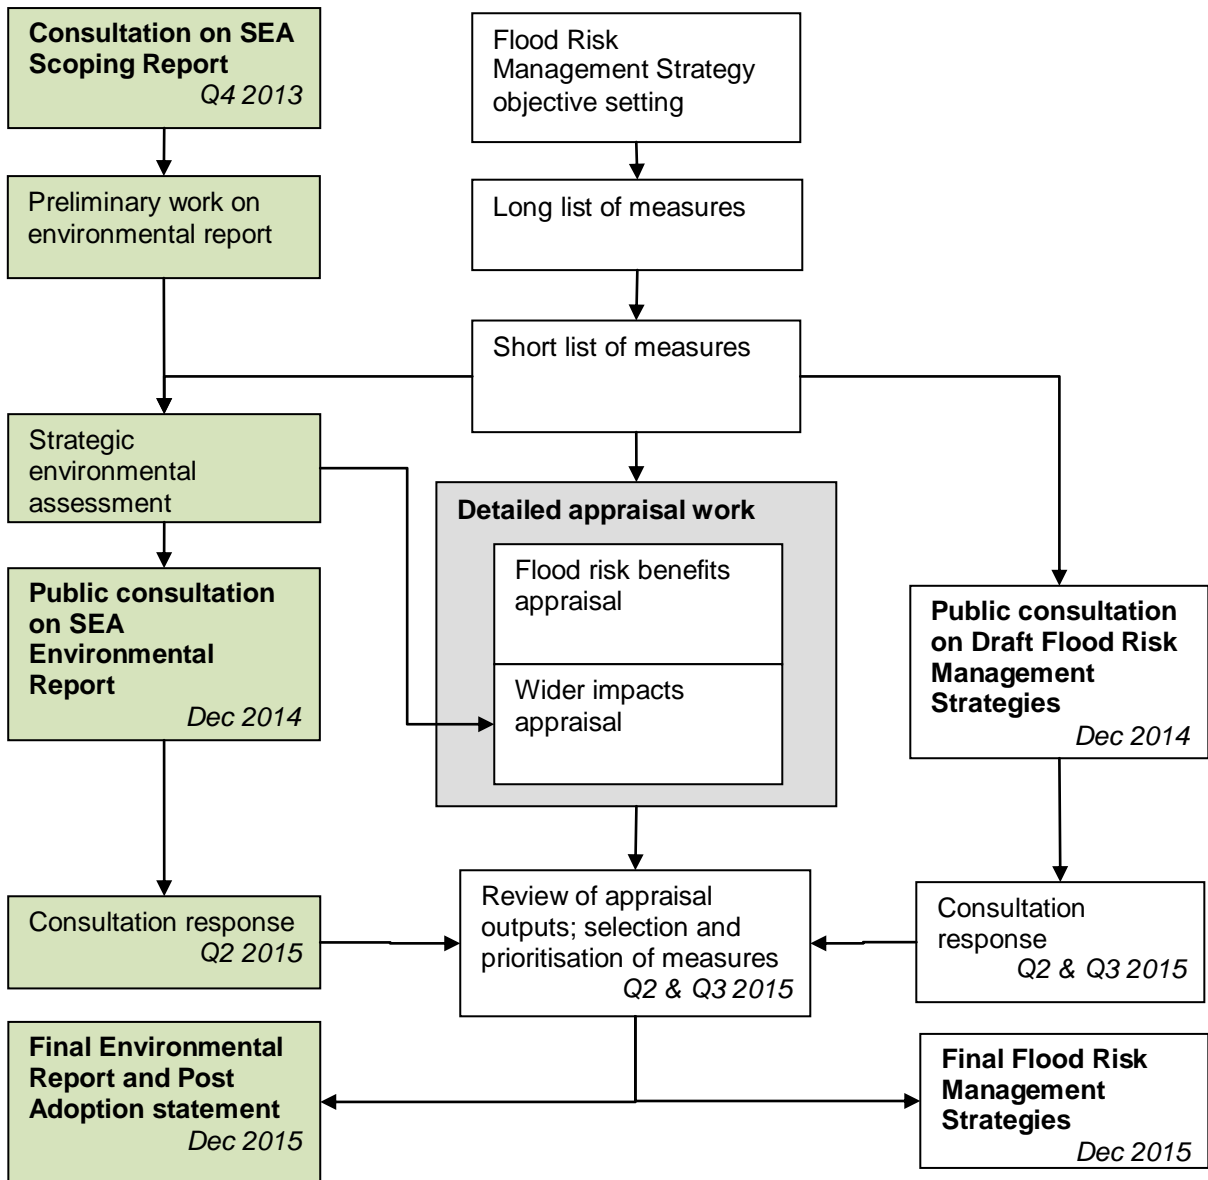 Consultation on SEA
Scoping Report
Q4 2013
Flood Risk
Management Strategy
objective setting
Preliminary work on
environmental report
Long list of measures
Short list of measures
Strategic
environmental
assessment
Detailed appraisal work
Flood risk benefits
appraisal
Wider impacts
appraisal
Public consultation
on SEA
Environmental
Report
Dec 2014
Public consultation
on Draft Flood Risk
Management
Strategies
Dec 2014
Consultation response
Q2 2015
Review of appraisal
outputs; selection and
prioritisation of measures
Q2 & Q3 2015
Consultation
response
Q2 & Q3 2015
Final Environmental
Report and Post
Adoption statement
Dec 2015
Final Flood Risk
Management
Strategies
Dec 2015